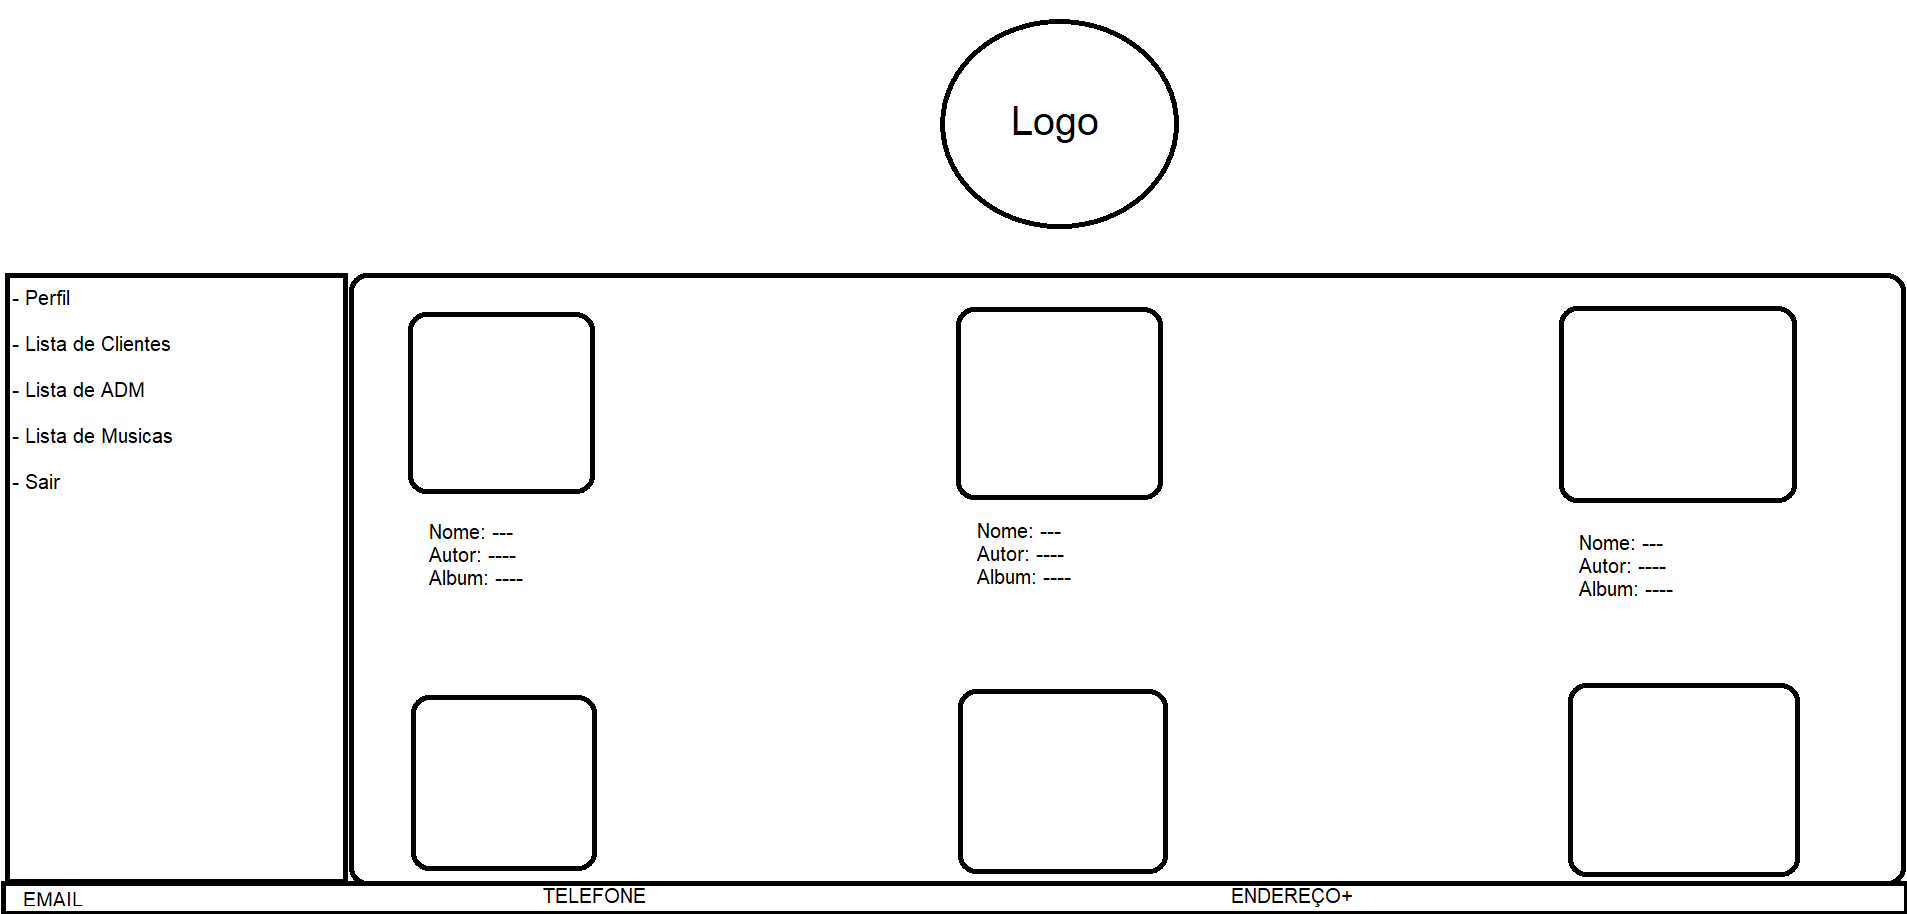 Logo
- Perfil
- Lista de Clientes
- Lista de ADM
- Lista de Musicas
- Sair
Nome: ---
Autor: ----
Album: ----
Nome: ---
Autor: ----
Album: ----
Nome: ---
Autor: ----
Album: ----
EMAIL
TELEFONE
ENDEREÇO+